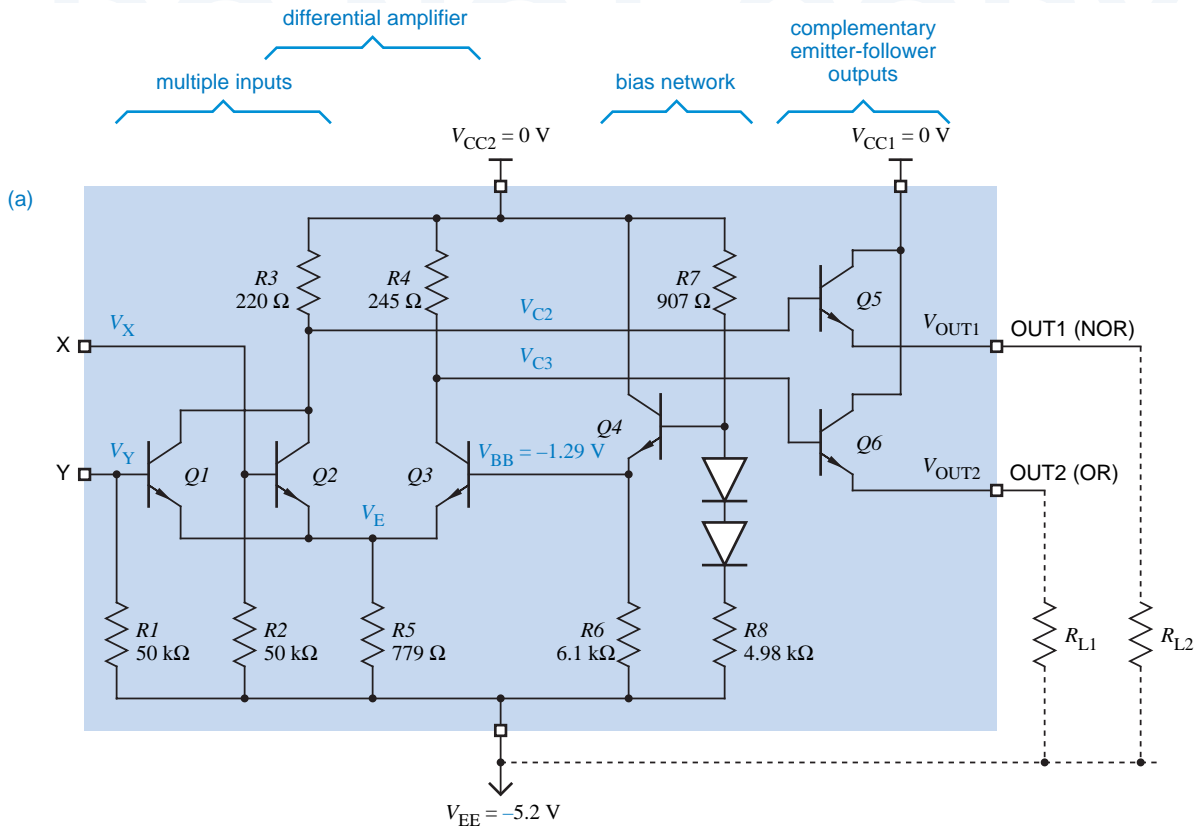 differential amplifier
complementary
emitter-follower
outputs
multiple inputs
bias network
VCC2 = 0 V
VCC1 = 0 V
(a)
R3
220 Ω
R4
245 Ω
R7
907 Ω
Q5
VX
VC2
VOUT1
OUT1 (NOR)
X
VC3
VY
Q4
Q6
Y
Q1
Q2
Q3
VBB = –1.29 V
VOUT2
OUT2 (OR)
VE
R1
50 kΩ
R2
50 kΩ
R5
779 Ω
R6
6.1 kΩ
R8
4.98 kΩ
RL1
RL2
VEE = –5.2 V